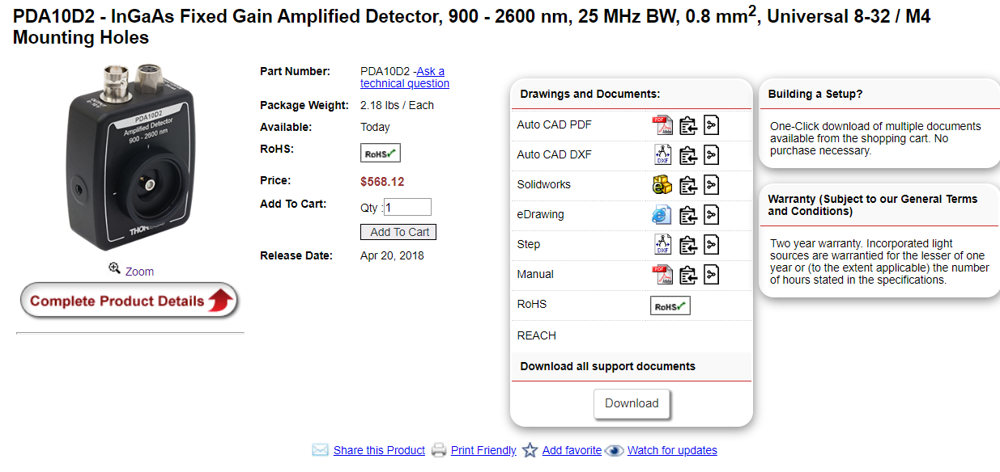 PDA10D2 - InGaAs Fixed Gain Amplified Detector, 900 - 2600 nm, 25 MHz BW, 0.8 mm², Universal 8-32 / M4
Mounting Holes
PDA10D2
Amplified Detector
900 - 2600 nm
OUTPUT
Zoom
Complete Product Details
Part Number: PDA10D2 -Ask a
technical question
Package Weight: 2.18 lbs / Each
Available: Today
RoHS: RoHS
Price: $568.12
Add To Cart: Qty : 1
Add To Cart
Release Date: Apr 20, 2018
Drawings and Documents:
Auto CAD PDF
Auto CAD DXF
Solidworks
eDrawing
Step
Manual
RoHS RoHS
REACH
Download all support documents
Download
Building a Setup?
One-Click download of multiple documents
available from the shopping cart. No
purchase necessary.
Warranty (Subject to our General Terms
and Conditions)
Two year warranty. Incorporated light
sources are warrantied for the lesser of one
year or (to the extent applicable) the number
of hours stated in the specifications.
Share this Product Print Friendly Add favorite Watch for updates